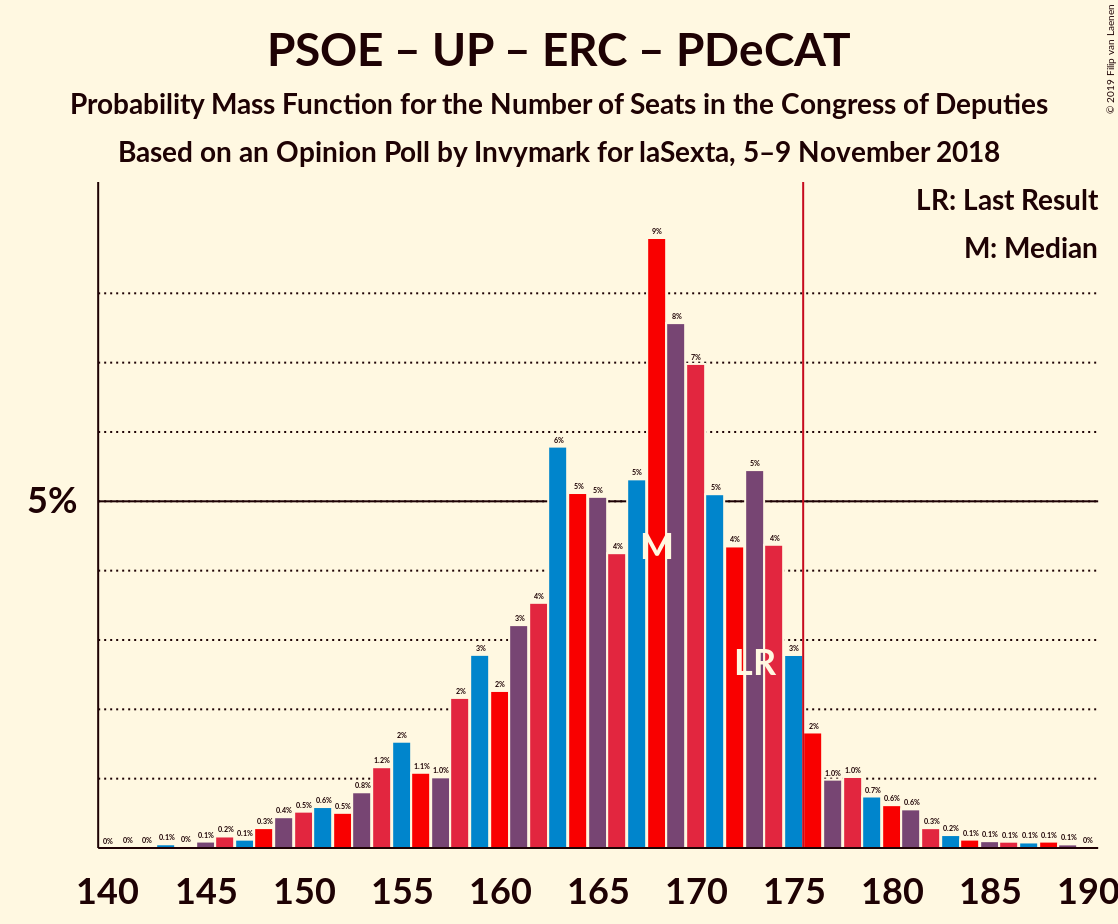 PSOE – UP – ERC – PDeCAT
Probability Mass Function for the Number of Seats in the Congress of Deputies
Based on an Opinion Poll by Invymark for laSexta, 5–9 November 2018
© 2019 Filip van Laenen
LR: Last Result
M: Median
5%
0% 0% 0% 0.1% 0% 0.1% 0.2% 0.1% 0.3% 0.4% 0.5% 0.6% 0.5% 0.8% 1.2% 2% 1.1% 1.0% 2% 3% 2% 3% 4% 6% 5% 5% 4% 5% 9% 8% 7% 5% 4% 5% 4% 3% 2% 1.0% 1.0% 0.7% 0.6% 0.6% 0.3% 0.2% 0.1% 0.1% 0.1% 0.1% 0.1% 0.1% 0%
M
LR
140 145 150 155 160 165 170 175 180 185 190